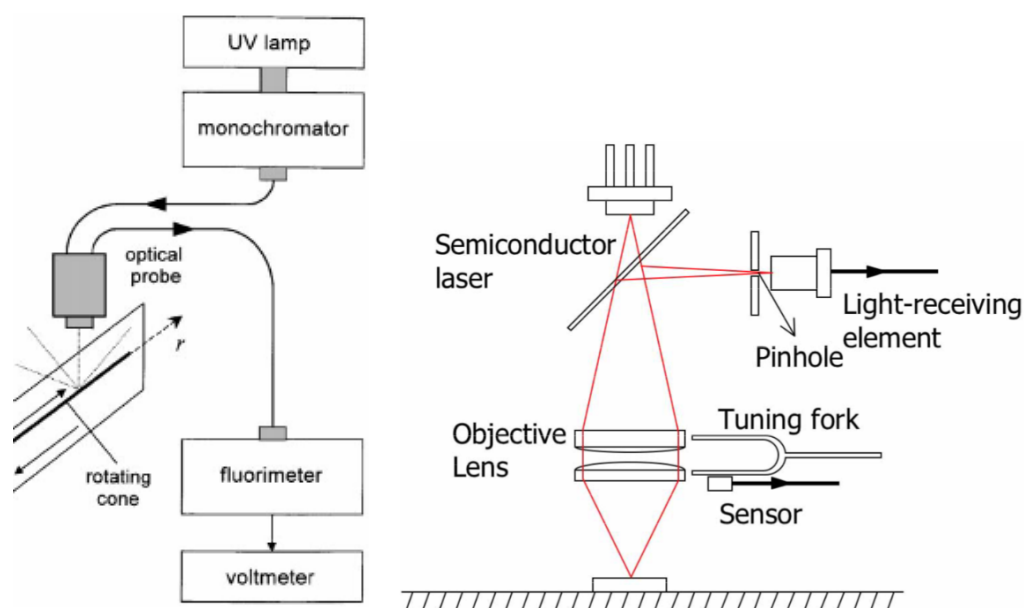 UV lamp
monochromator
optical
probe
r
rotating
cone
fluorimeter
voltmeter
Semiconductor
laser
Light-receiving
element
Pinhole
Objective
Lens
Tuning fork
Sensor